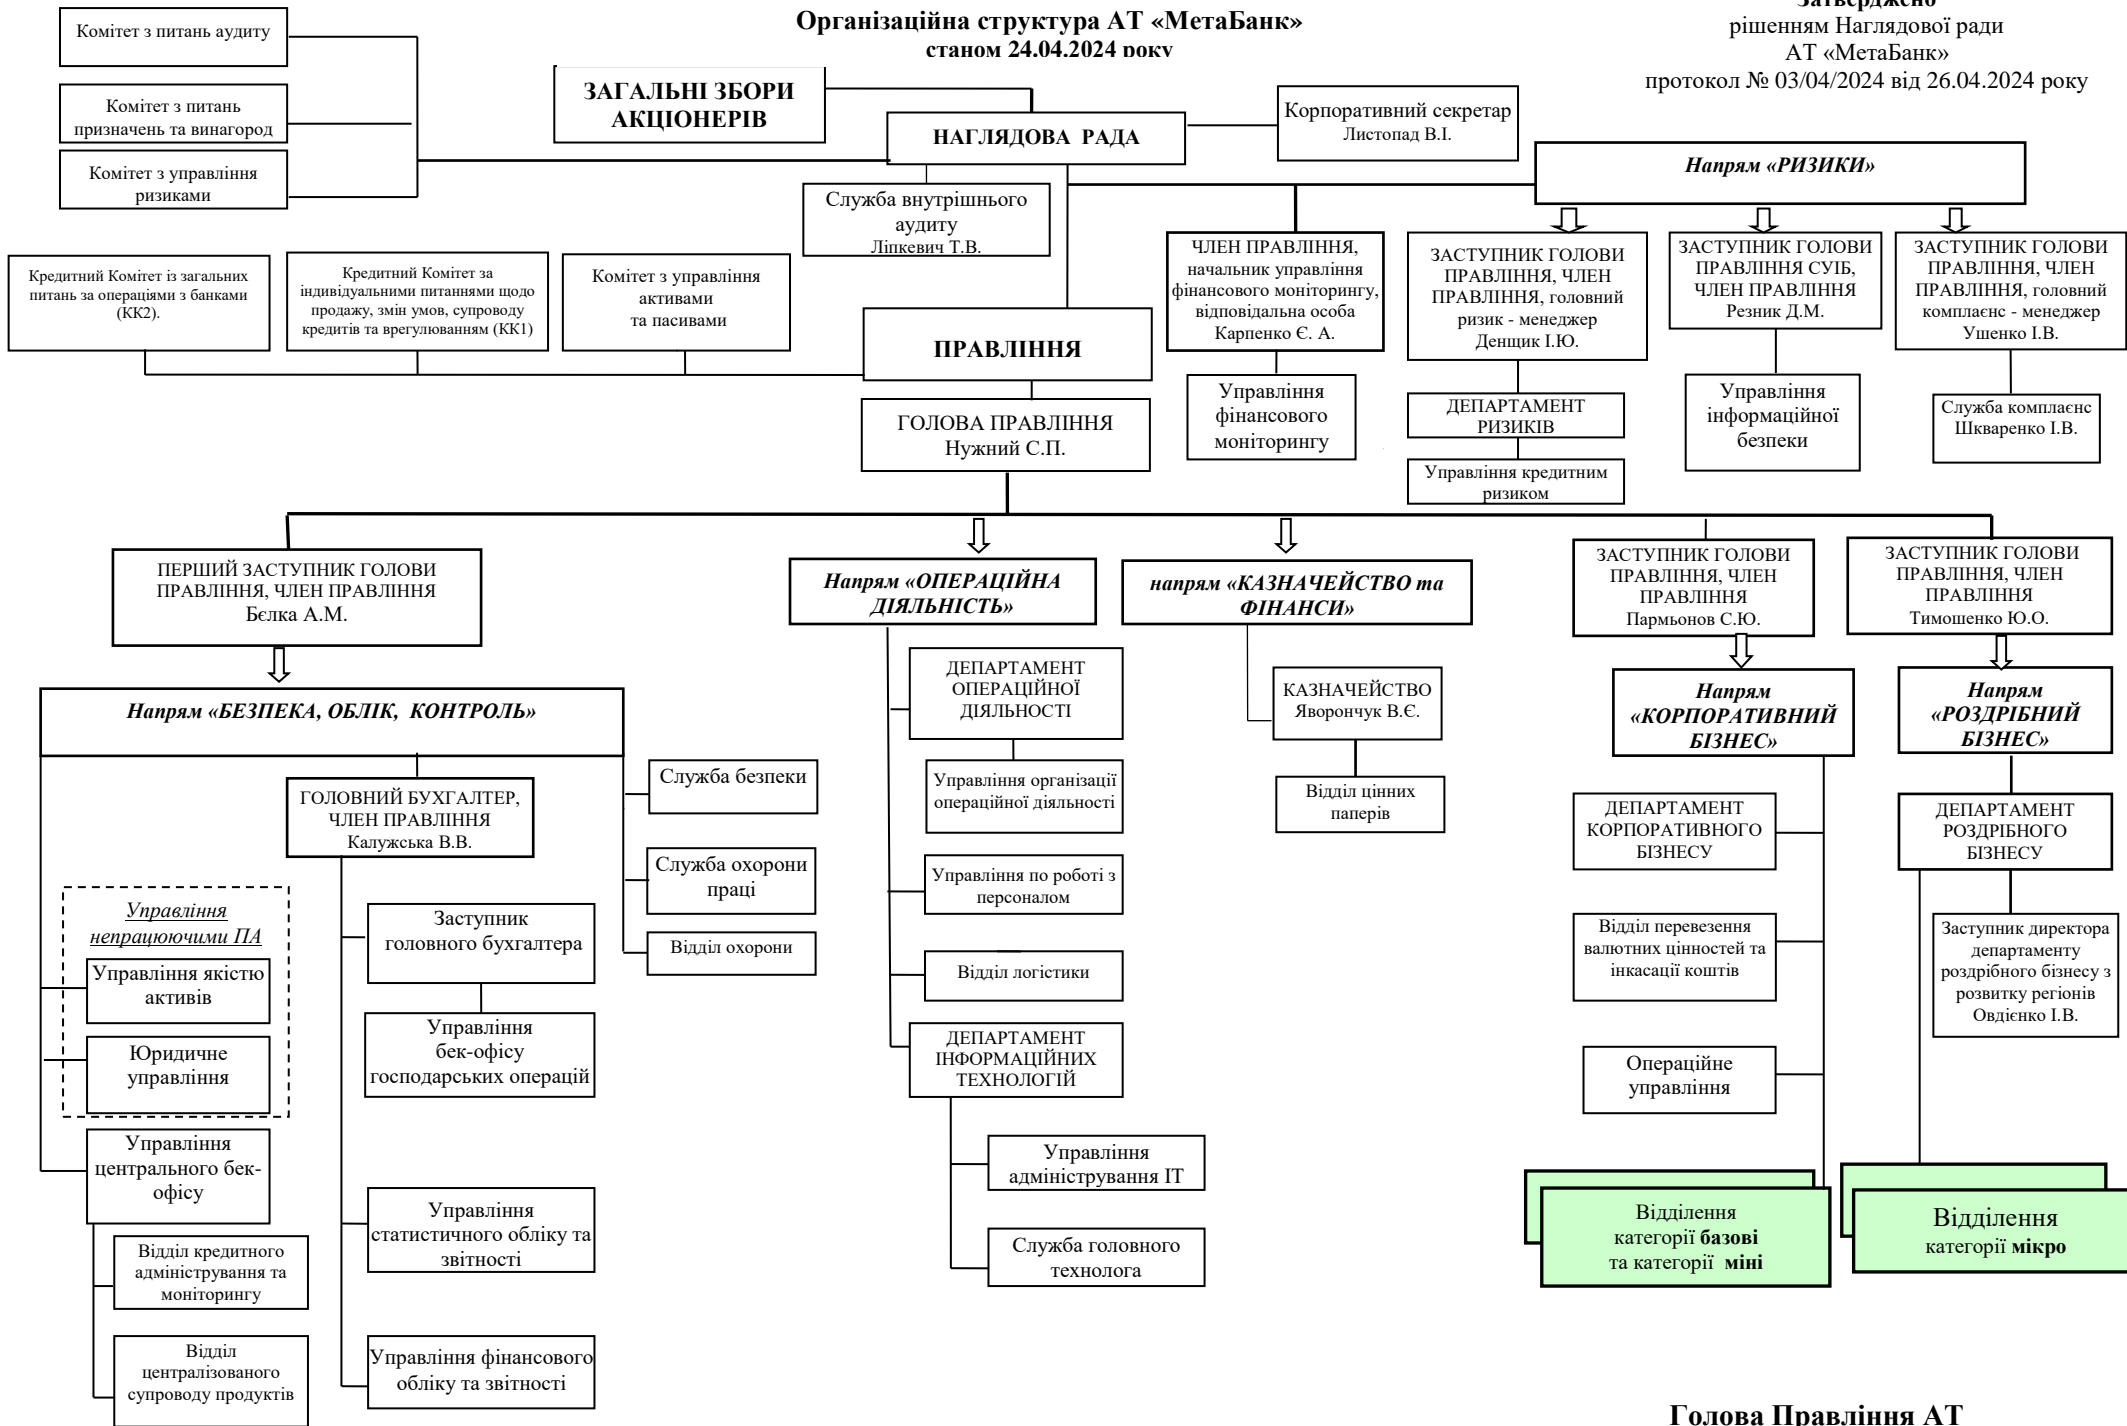 Організаційна структура АТ «МетаБанк»
станом 24.04.2024 року
Затверджено
рішенням Наглядової ради
АТ «МетаБанк»
протокол № 03/04/2024 від 26.04.2024 року
Комітет з питань аудиту
Комітет з питань
призначень та винагород
Комітет з управління
ризиками
ЗАГАЛЬНІ ЗБОРИ
АКЦІОНЕРІВ
НАГЛЯДОВА РАДА
Корпоративний секретар
Листопад В.І.
Служба внутрішнього
аудиту
Ліпкевич Т.В.
Напрям «РИЗИКИ»
Кредитний Комітет із загальних
питань за операціями з банками
(КК2).
Кредитний Комітет за
індивідуальними питаннями щодо
продажу, змін умов, супроводу
кредитів та врегулюванням (КК1)
Комітет з управління
активами
та пасивами
ПРАВЛІННЯ
ГОЛОВА ПРАВЛІННЯ
Нужний С.П.
ЧЛЕН ПРАВЛІННЯ,
начальник управління
фінансового моніторингу,
відповідальна особа
Карпенко Є. А.
Управління
фінансового
моніторингу
ЗАСТУПНИК ГОЛОВИ
ПРАВЛІННЯ, ЧЛЕН
ПРАВЛІННЯ, головний
ризик - менеджер
Денщик І.Ю.
ДЕПАРТАМЕНТ
РИЗИКІВ
Управління кредитним
ризиком
ЗАСТУПНИК ГОЛОВИ
ПРАВЛІННЯ СУІБ,
ЧЛЕН ПРАВЛІННЯ
Резник Д.М.
Управління
інформаційної
безпеки
ЗАСТУПНИК ГОЛОВИ
ПРАВЛІННЯ, ЧЛЕН
ПРАВЛІННЯ, головний
комплаєнс - менеджер
Ушенко І.В.
Служба комплаєнс
Шкваренко І.В.
ПЕРШИЙ ЗАСТУПНИК ГОЛОВИ
ПРАВЛІННЯ, ЧЛЕН ПРАВЛІННЯ
Бєлка А.М.
Напрям «БЕЗПЕКА, ОБЛІК, КОНТРОЛЬ»
Управління
непрацюючими ПА
Управління якістю
активів
Юридичне
управління
Управління
центрального бек-
офісу
Відділ кредитного
адміністрування та
моніторингу
Відділ
централізованого
супроводу продуктів
ГОЛОВНИЙ БУХГАЛТЕР,
ЧЛЕН ПРАВЛІННЯ
Калужська В.В.
Заступник
головного бухгалтера
Управління
бек-офісу
господарських операцій
Управління
статистичного обліку та
звітності
Управління фінансового
обліку та звітності
Служба безпеки
Служба охорони
праці
Відділ охорони
Напрям «ОПЕРАЦІЙНА
ДІЯЛЬНІСТЬ»
ДЕПАРТАМЕНТ
ОПЕРАЦІЙНОЇ
ДІЯЛЬНОСТІ
Управління організації
операційної діяльності
Управління по роботі з
персоналом
Відділ логістики
ДЕПАРТАМЕНТ
ІНФОРМАЦІЙНИХ
ТЕХНОЛОГІЙ
Управління
адміністрування ІТ
Служба головного
технолога
напрям «КАЗНАЧЕЙСТВО та
ФІНАНСИ»
КАЗНАЧЕЙСТВО
Яворончук В.Є.
Відділ цінних
паперів
ЗАСТУПНИК ГОЛОВИ
ПРАВЛІННЯ, ЧЛЕН
ПРАВЛІННЯ
Пармьонов С.Ю.
Напрям
«КОРПОРАТИВНИЙ
БІЗНЕС»
ДЕПАРТАМЕНТ
КОРПОРАТИВНОГО
БІЗНЕСУ
Відділ перевезення
валютних цінностей та
інкасації коштів
Операційне
управління
Відділення
категорії базові
та категорії міні
ЗАСТУПНИК ГОЛОВИ
ПРАВЛІННЯ, ЧЛЕН
ПРАВЛІННЯ
Тимошенко Ю.О.
Напрям
«РОЗДРІБНИЙ
БІЗНЕС»
ДЕПАРТАМЕНТ
РОЗДРІБНОГО
БІЗНЕСУ
Заступник директора
департаменту
роздрібного бізнесу з
розвитку регіонів
Овдієнко І.В.
Відділення
категорії мікро
Голова Правління АТ